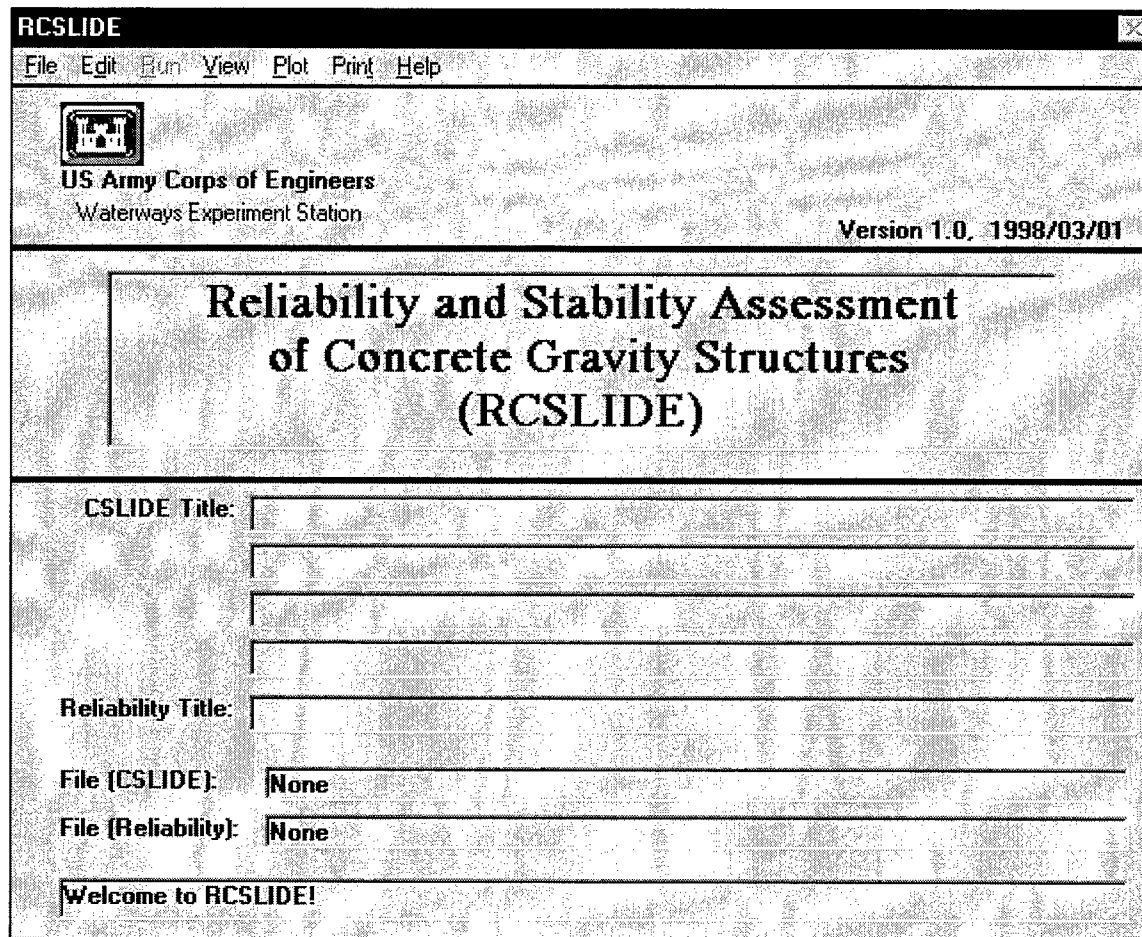 RCSLIDE
File Edit Run View Plot Print Help
US Army Corps of Engineers
Waterways Experiment Station
Version 1.0, 1998/03/01
Reliability and Stability Assessment
of Concrete Gravity Structures
(RCSLIDE)
CSLIDE Title:
Reliability Title:
File (CSLIDE): None
File (Reliability): None
Welcome to RCSLIDE!